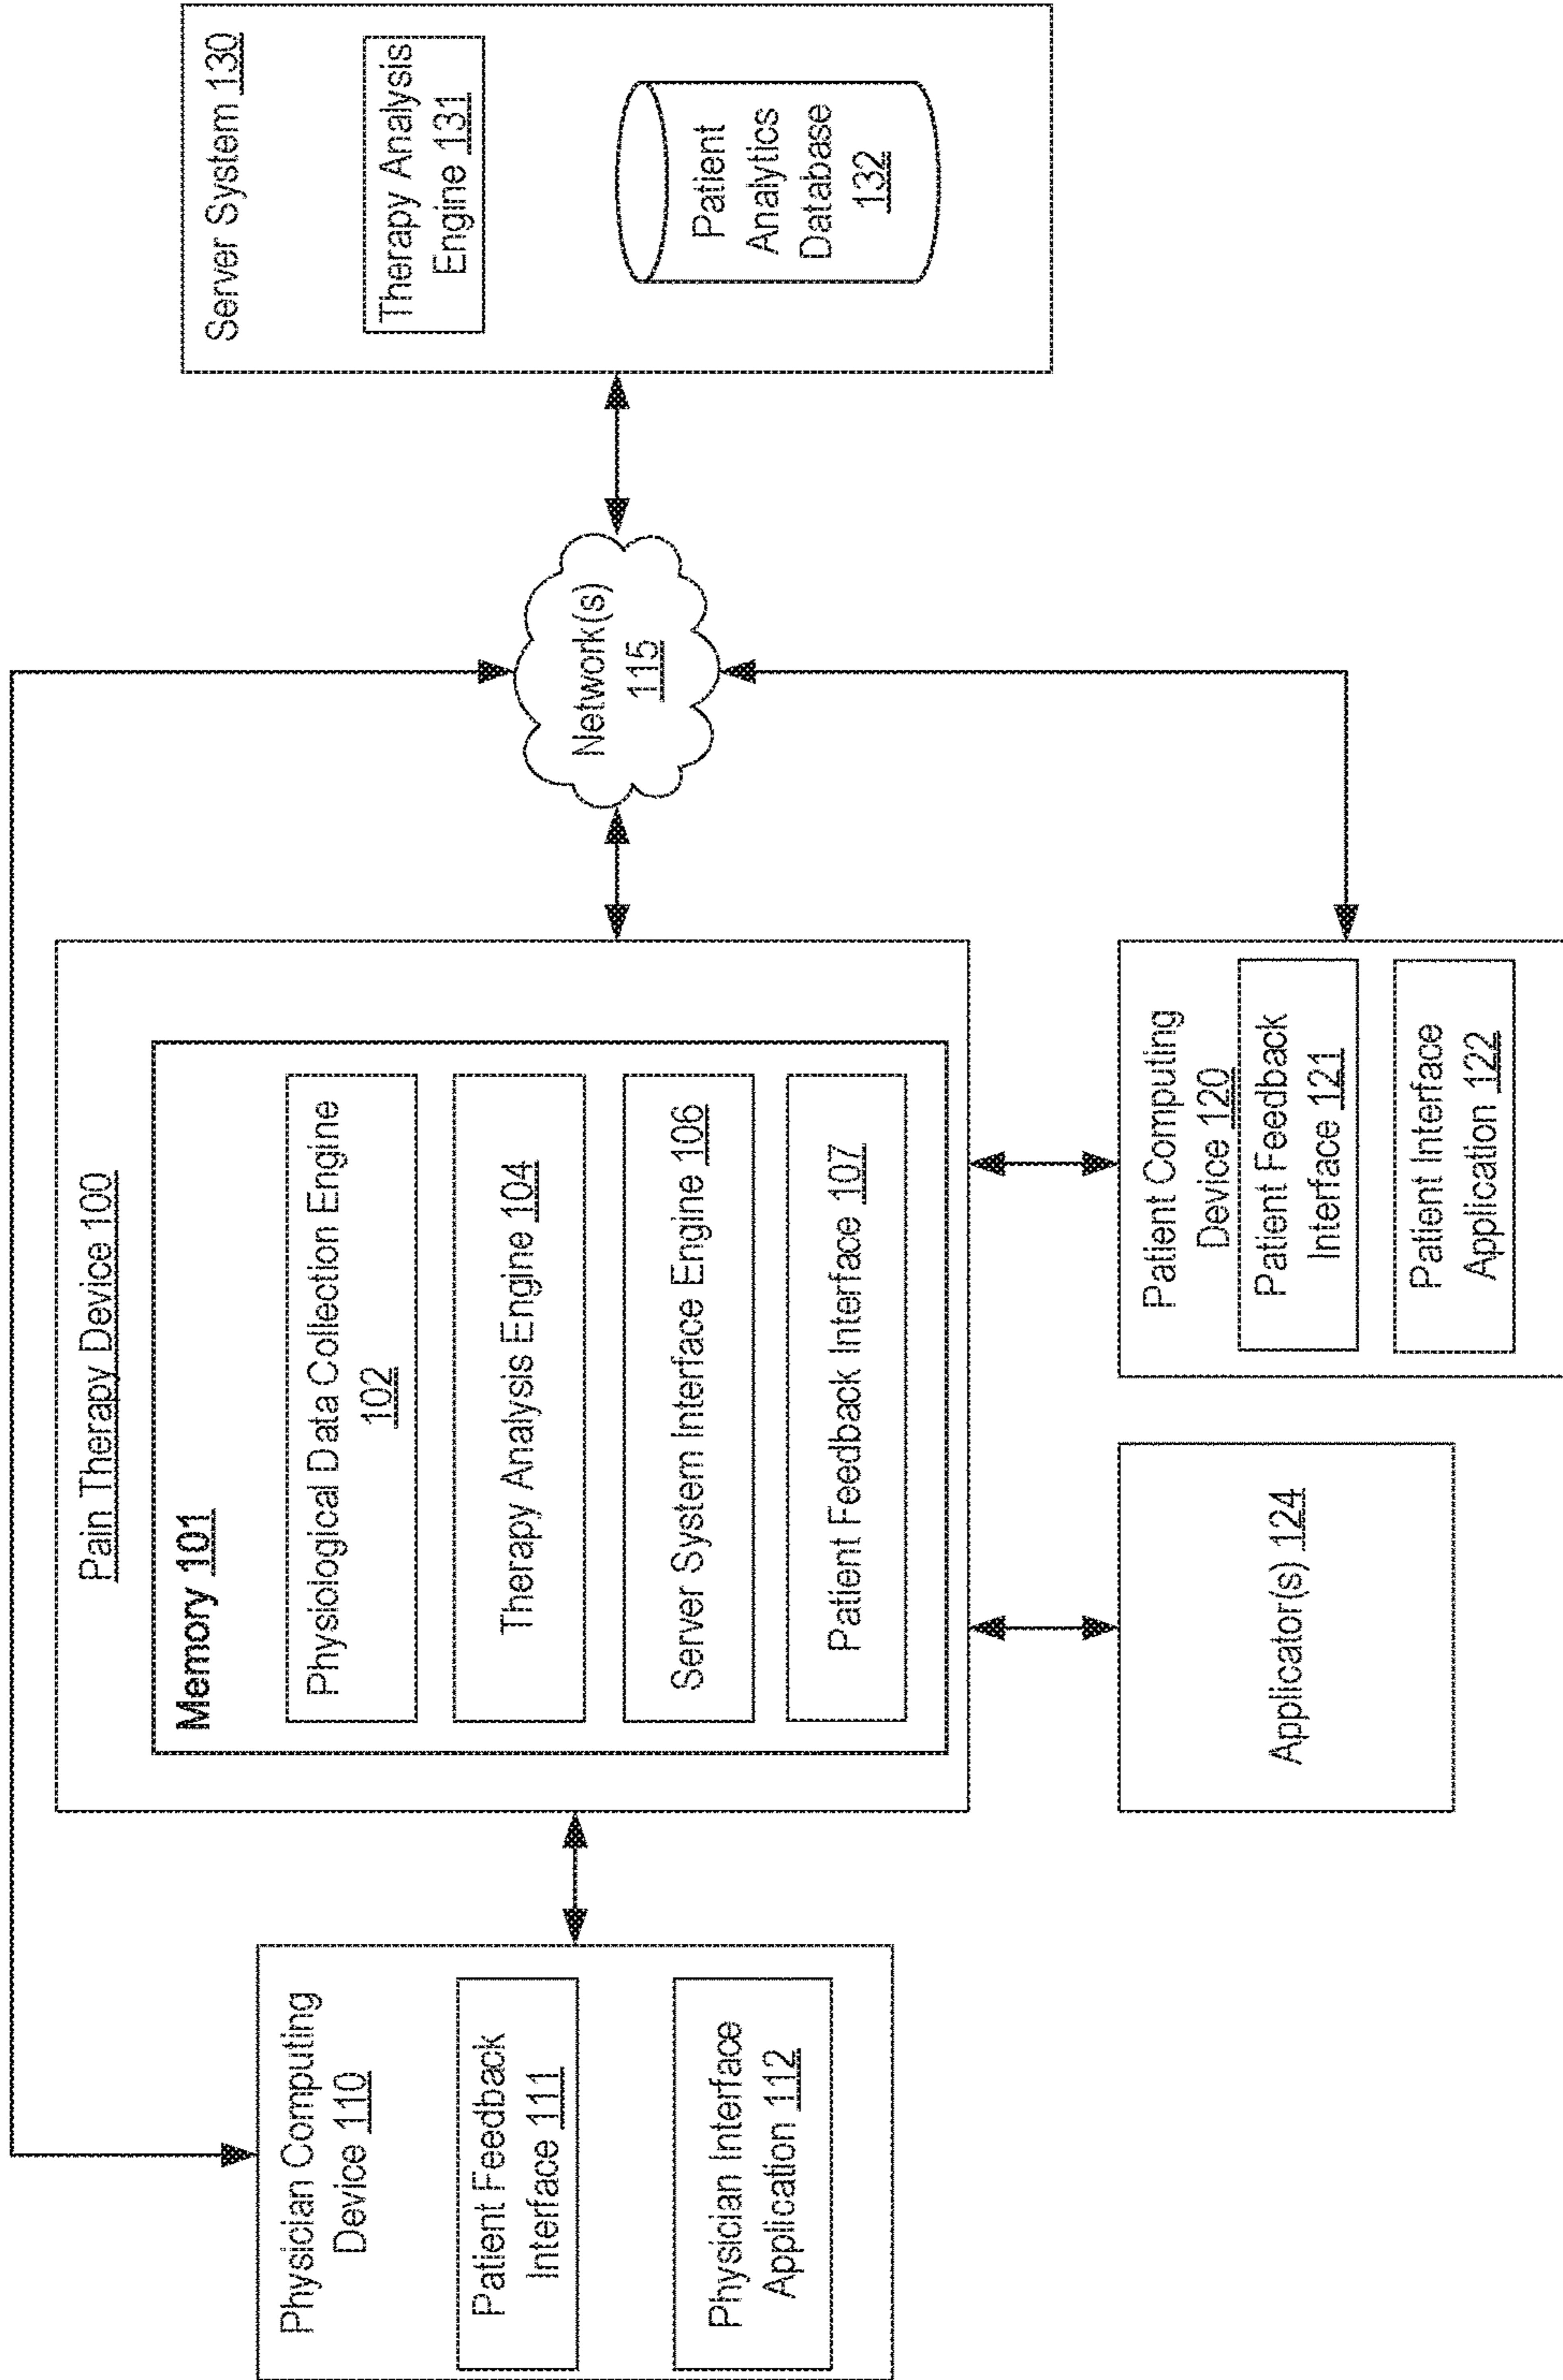 Physician Computing
Device 110
Patient Feedback
Interface 111
Physician Interface
Application 112
Pain Therapy Device 100
Memory 101
Physiological Data Collection Engine
102
Therapy Analysis Engine 104
Server System Interface Engine 106
Patient Feedback Interface 107
Applicator(s) 124
Patient Computing
Device 120
Patient Feedback
Interface 121
Patient Interface
Application 122
Network(s)
115
Server System 130
Therapy Analysis
Engine 131
Patient
Analytics
Database
132